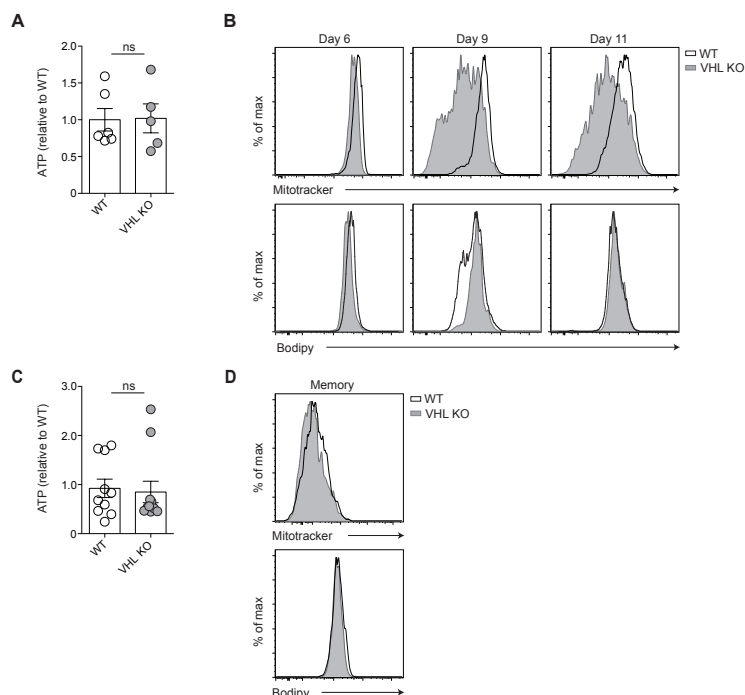 A
ATP (relative to WT)
2.0
1.5
1.0
0.5
0
ns
WT
VHL KO
B
Day 6
Day 9
Day 11
WT
VHL KO
% of max
Mitotracker
% of max
Bodipy
C
ATP (relative to WT)
3.0
2.0
1.0
0
ns
WT
VHL KO
D
Memory
WT
VHL KO
% of max
Mitotracker
% of max
Bodipy